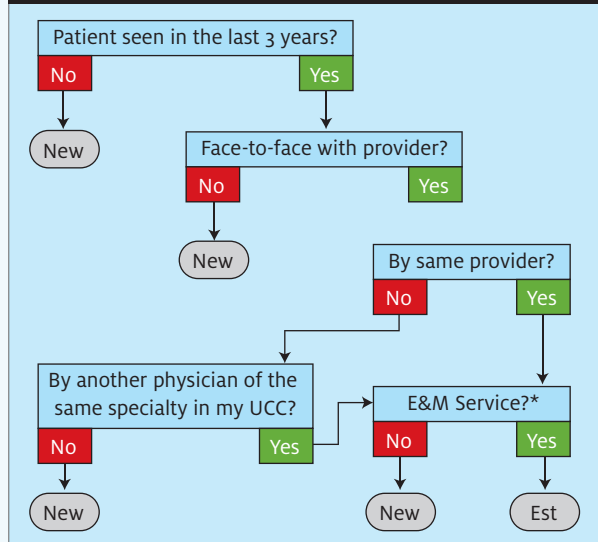 Patient seen in the last 3 years?
No
Yes
New
Face-to-face with provider?
No
Yes
New
By same provider?
No
Yes
By another physician of the
same specialty in my UCC?
No
Yes
E&M Service?*
No
Yes
New
New
Est